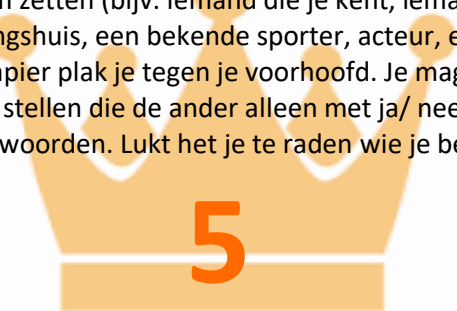 zetten (bijv. iemand die je kent, iema
ngshuis, een bekende sporter, acteur, e
pier plak je tegen je voorhoofd. Je mag
stellen die de ander alleen met ja/ nee
woorden. Lukt het je te raden wie je be
5